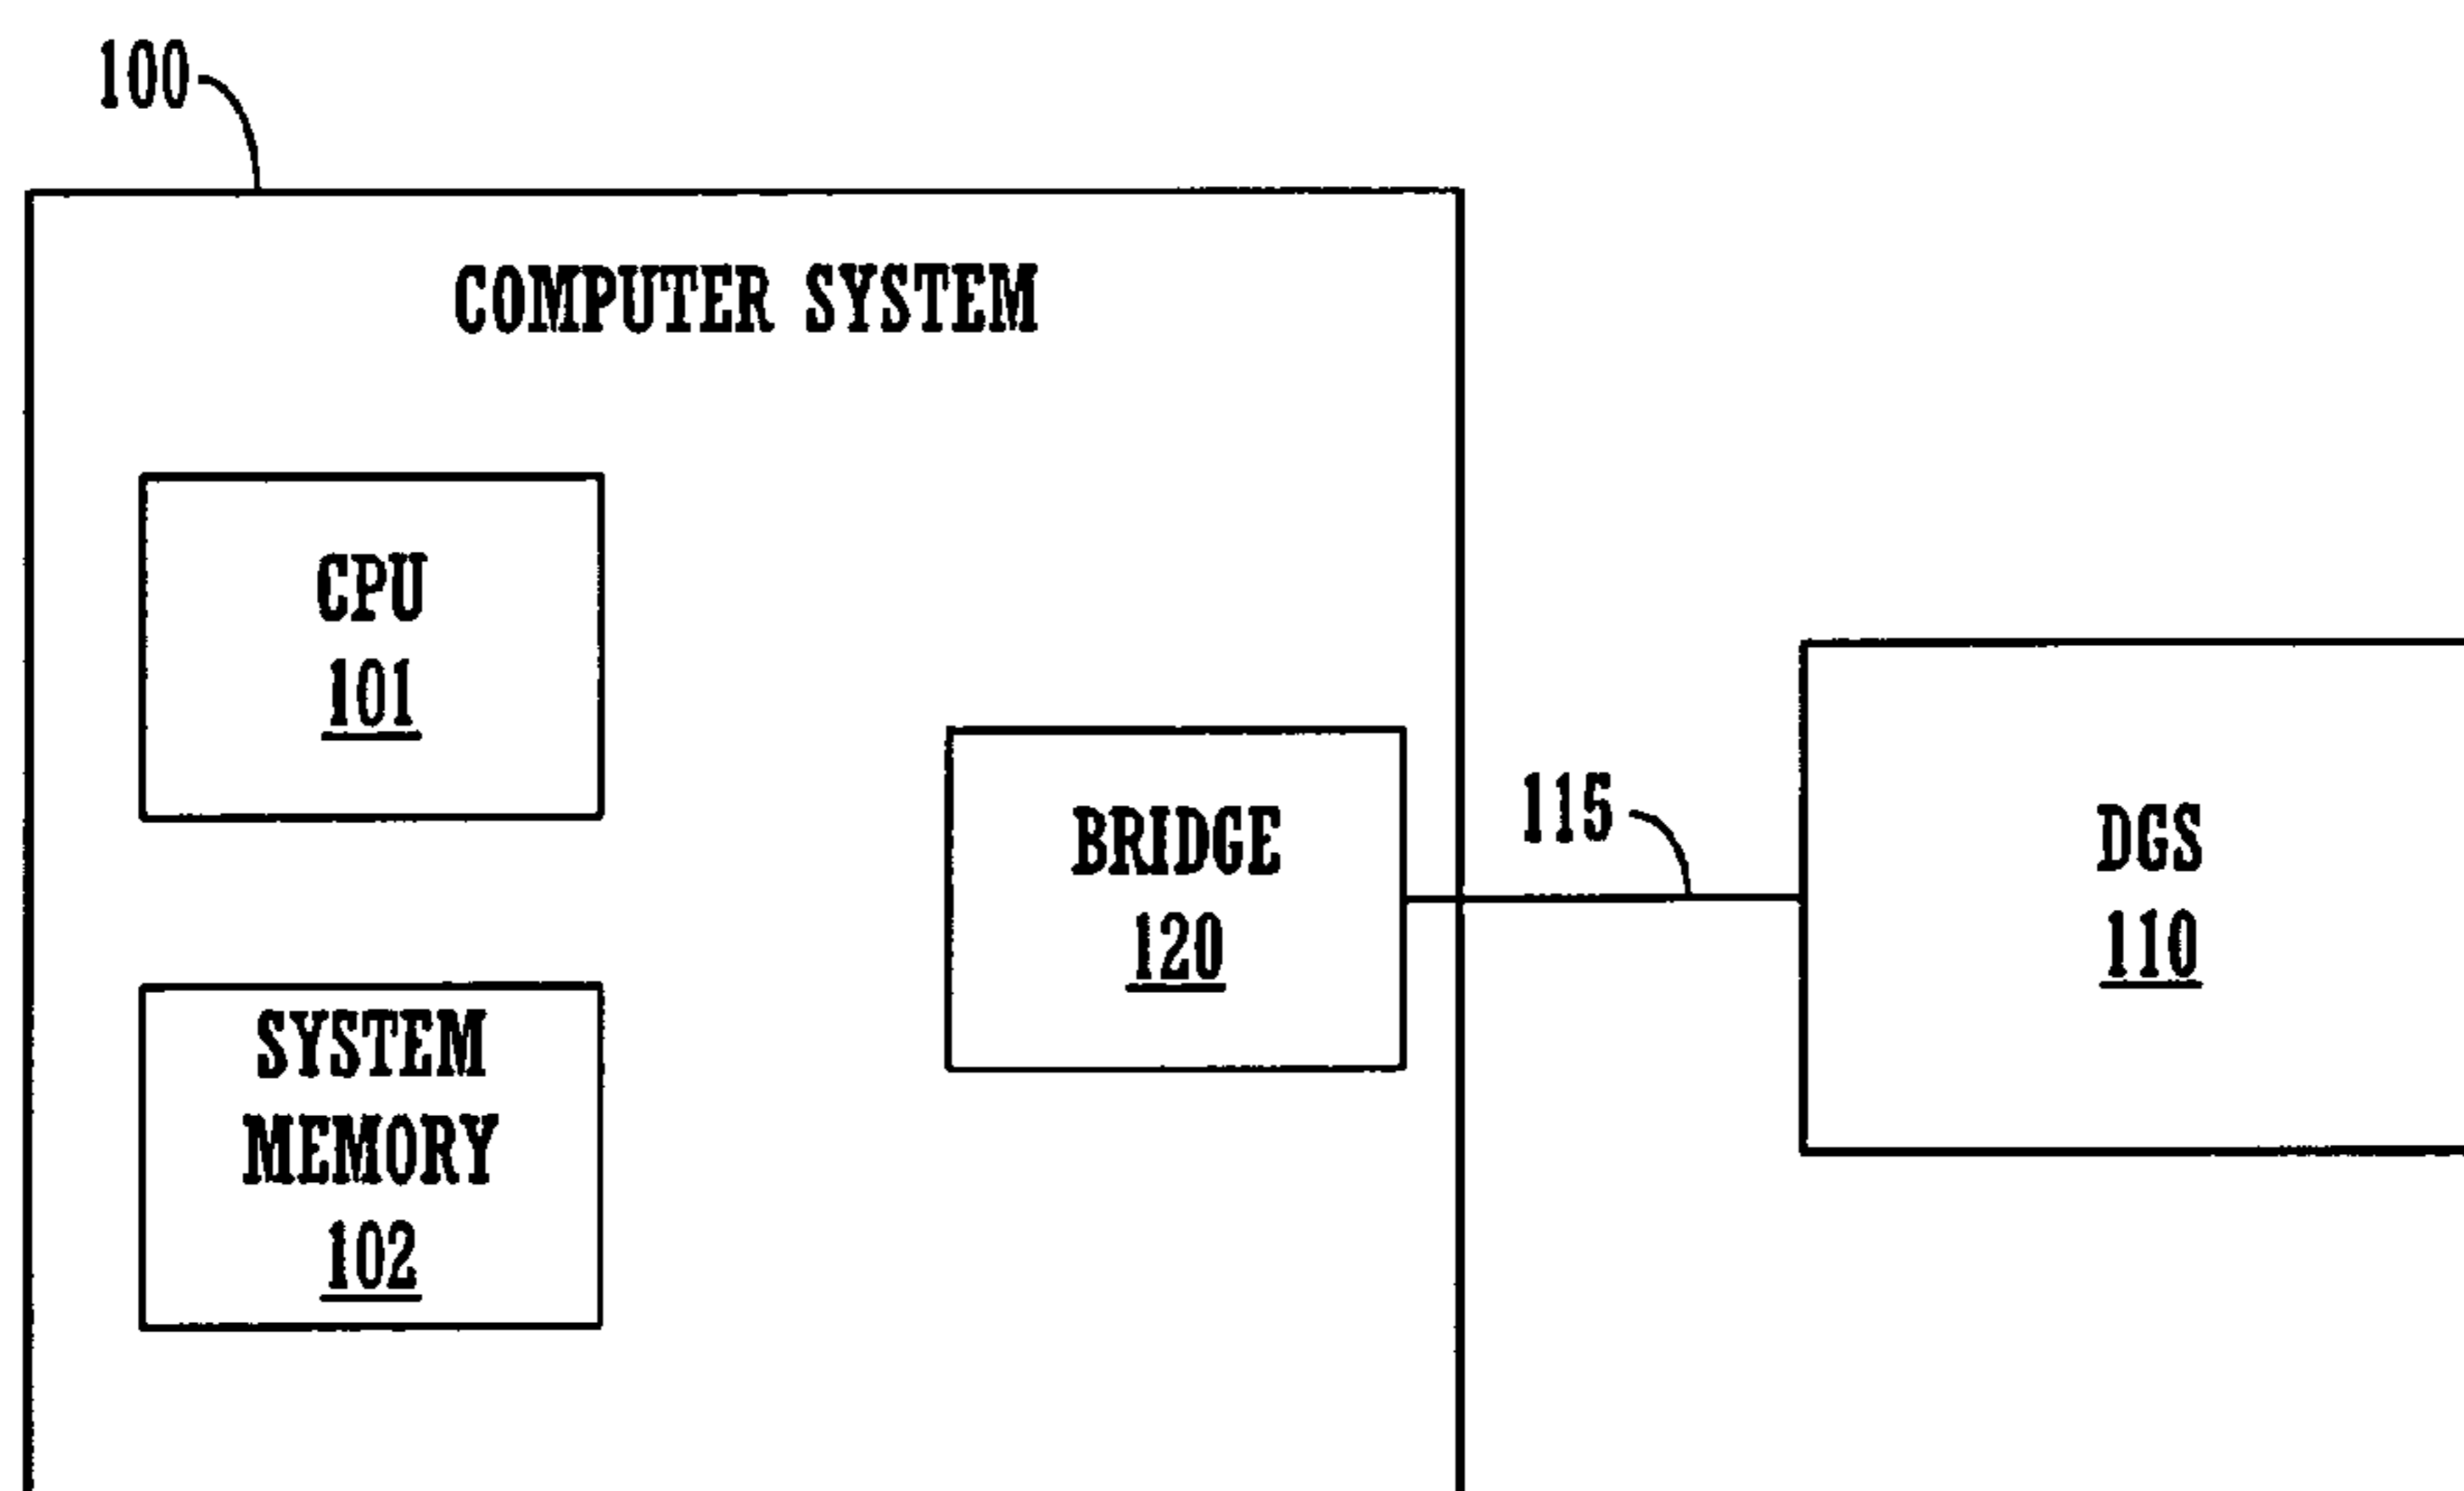 100
COMPUTER SYSTEM
CPU
101
BRIDGE
120
115
DGS
110
SYSTEM
MEMORY
102